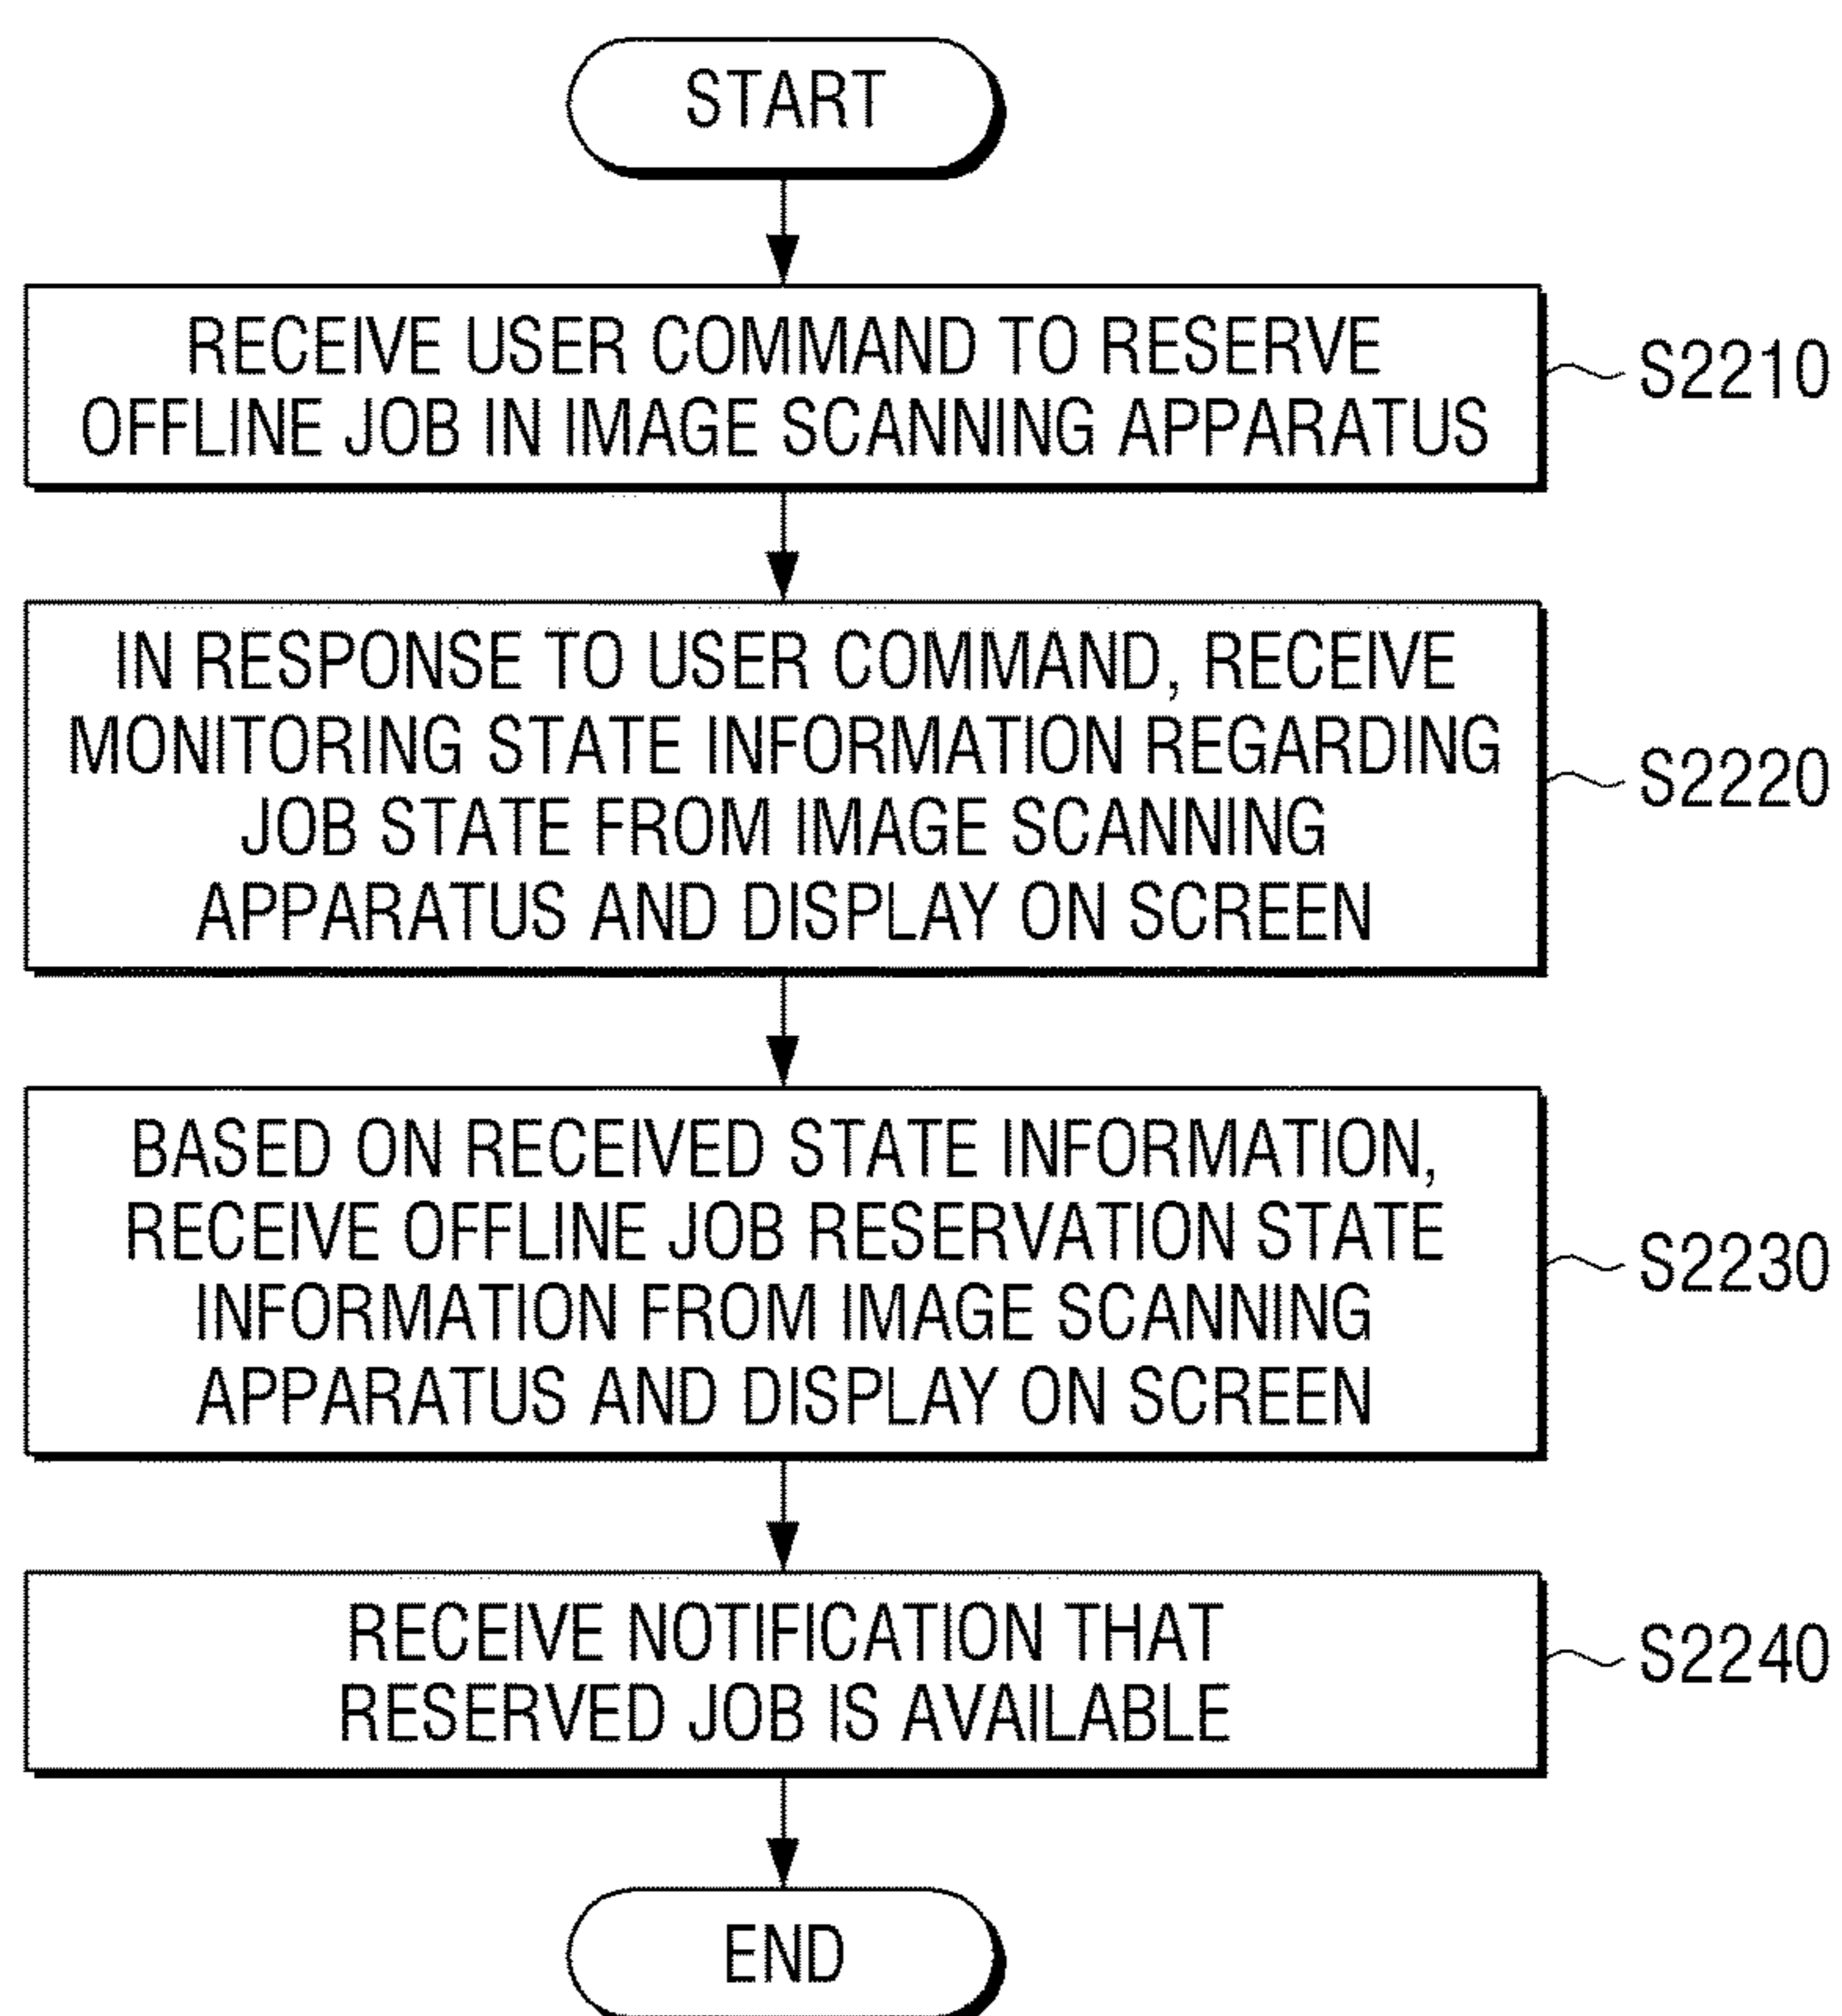 START
RECEIVE USER COMMAND TO RESERVE
OFFLINE JOB IN IMAGE SCANNING APPARATUS
S2210
IN RESPONSE TO USER COMMAND, RECEIVE
MONITORING STATE INFORMATION REGARDING
JOB STATE FROM IMAGE SCANNING
APPARATUS AND DISPLAY ON SCREEN
S2220
BASED ON RECEIVED STATE INFORMATION,
RECEIVE OFFLINE JOB RESERVATION STATE
INFORMATION FROM IMAGE SCANNING
APPARATUS AND DISPLAY ON SCREEN
S2230
RECEIVE NOTIFICATION THAT
RESERVED JOB IS AVAILABLE
S2240
END